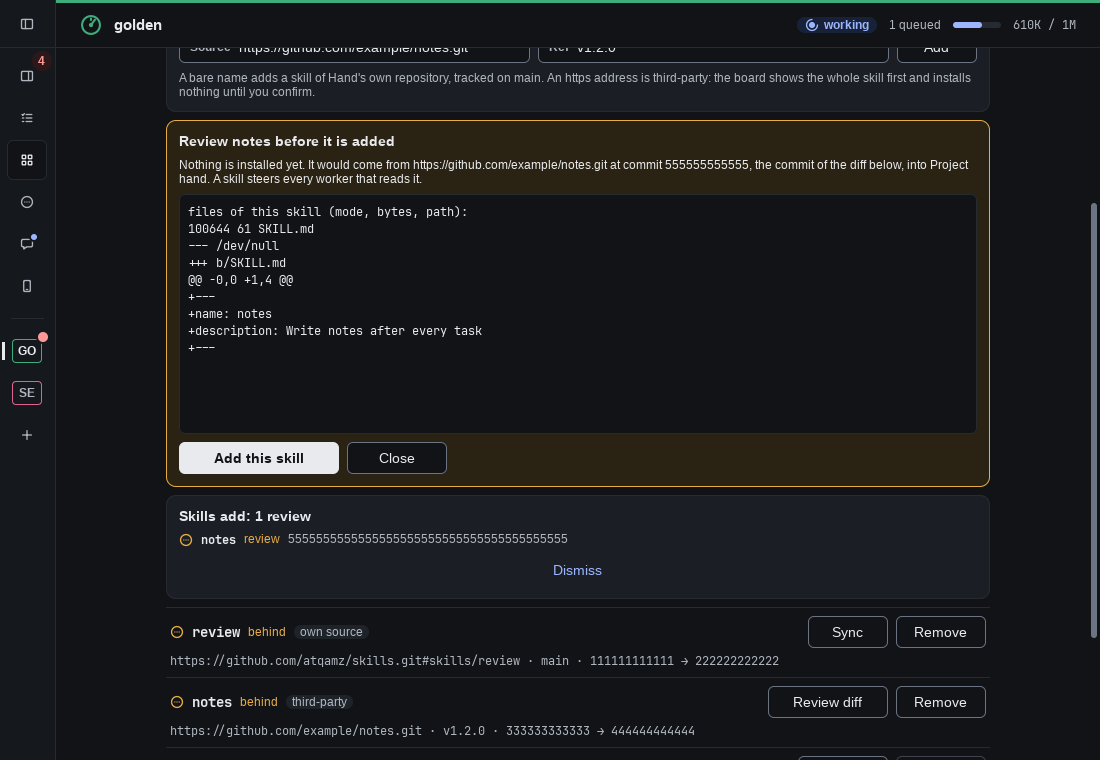 golden
working
1 queued
610K / 1M
4
Source https://github.com/example/notes.git
Ref v1.2.0
Add
A bare name adds a skill of Hand's own repository, tracked on main. An https address is third-party: the board shows the whole skill first and installs
nothing until you confirm.
Review notes before it is added
Nothing is installed yet. It would come from https://github.com/example/notes.git at commit 555555555555, the commit of the diff below, into Project
hand. A skill steers every worker that reads it.
files of this skill (mode, bytes, path):
100644 61 SKILL.md
--- /dev/null
+++ b/SKILL.md
@@ -0,0 +1,4 @@
+---
+name: notes
+description: Write notes after every task
+---
GO
SE
Add this skill
Close
Skills add: 1 review
notes review 5555555555555555555555555555555555555555
Dismiss
review behind own source
Sync
Remove
https://github.com/atqamz/skills.git#skills/review · main · 111111111111 → 222222222222
notes behind third-party
Review diff
Remove
https://github.com/example/notes.git · v1.2.0 · 333333333333 → 444444444444